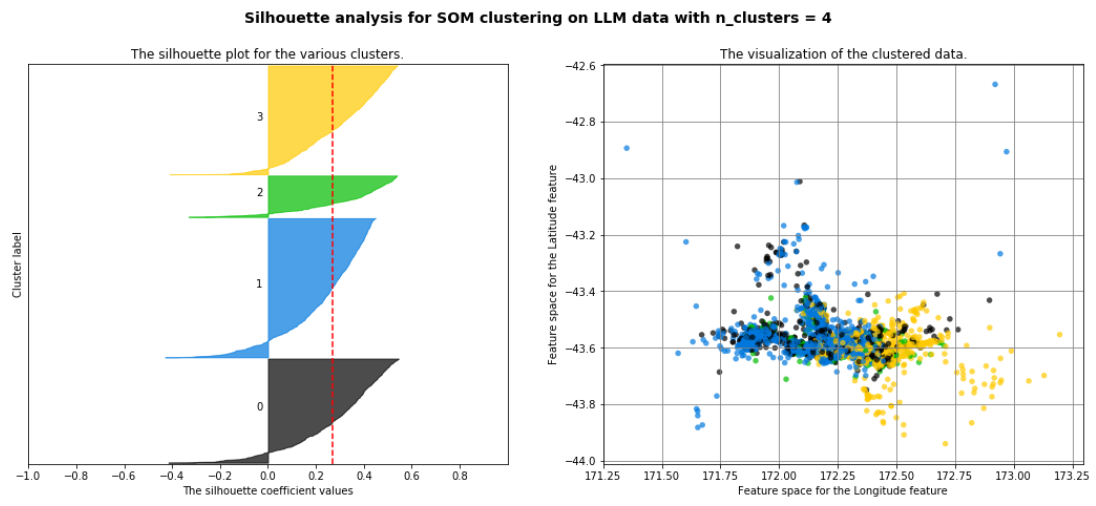 Silhouette analysis for SOM clustering on LLM data with n_clusters = 4
The silhouette plot for the various clusters.
3
2
1
0
Cluster label
−1.0 −0.8 −0.6 −0.4 −0.2 0.0 0.2 0.4 0.6 0.8
The silhouette coefficient values
The visualization of the clustered data.
−42.6
−42.8
−43.0
−43.2
−43.4
−43.6
−43.8
−44.0
Feature space for the Latitude feature
171.25 171.50 171.75 172.00 172.25 172.50 172.75 173.00 173.25
Feature space for the Longitude feature